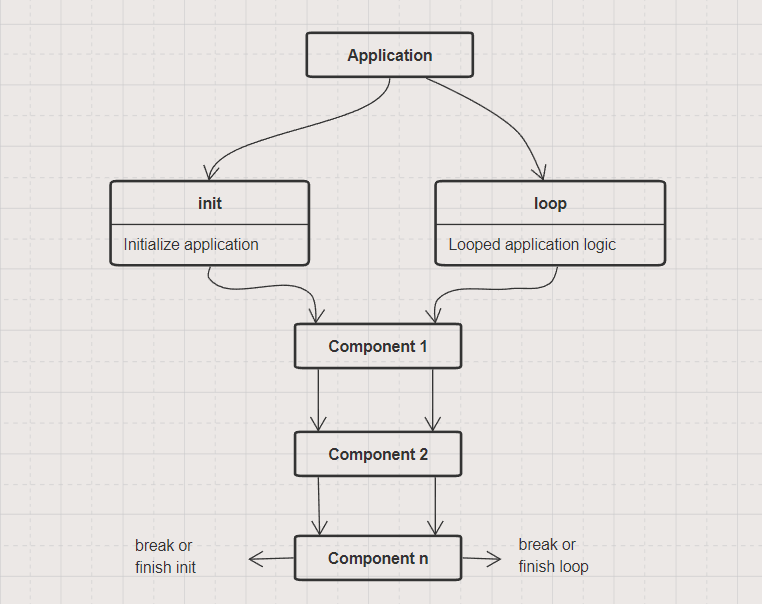 Application
init
Initialize application
loop
Looped application logic
Component 1
Component 2
Component n
break or
finish init
break or
finish loop